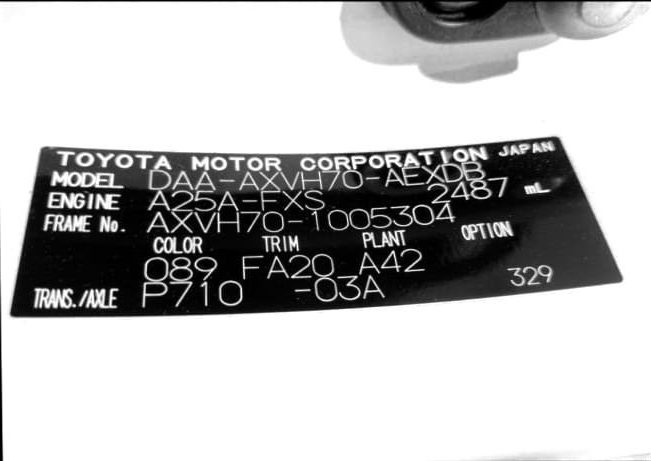 TOYOTA MOTOR CORPORATION JAPAN
MODEL DAA-AXVH70-AEXDB
ENGINE A25A-FXS 2487 mL
FRAME No. AXVH70-1005304
COLOR TRIM PLANT OPTION
089 FA20 A42
TRANS./AXLE P710 -03A 329